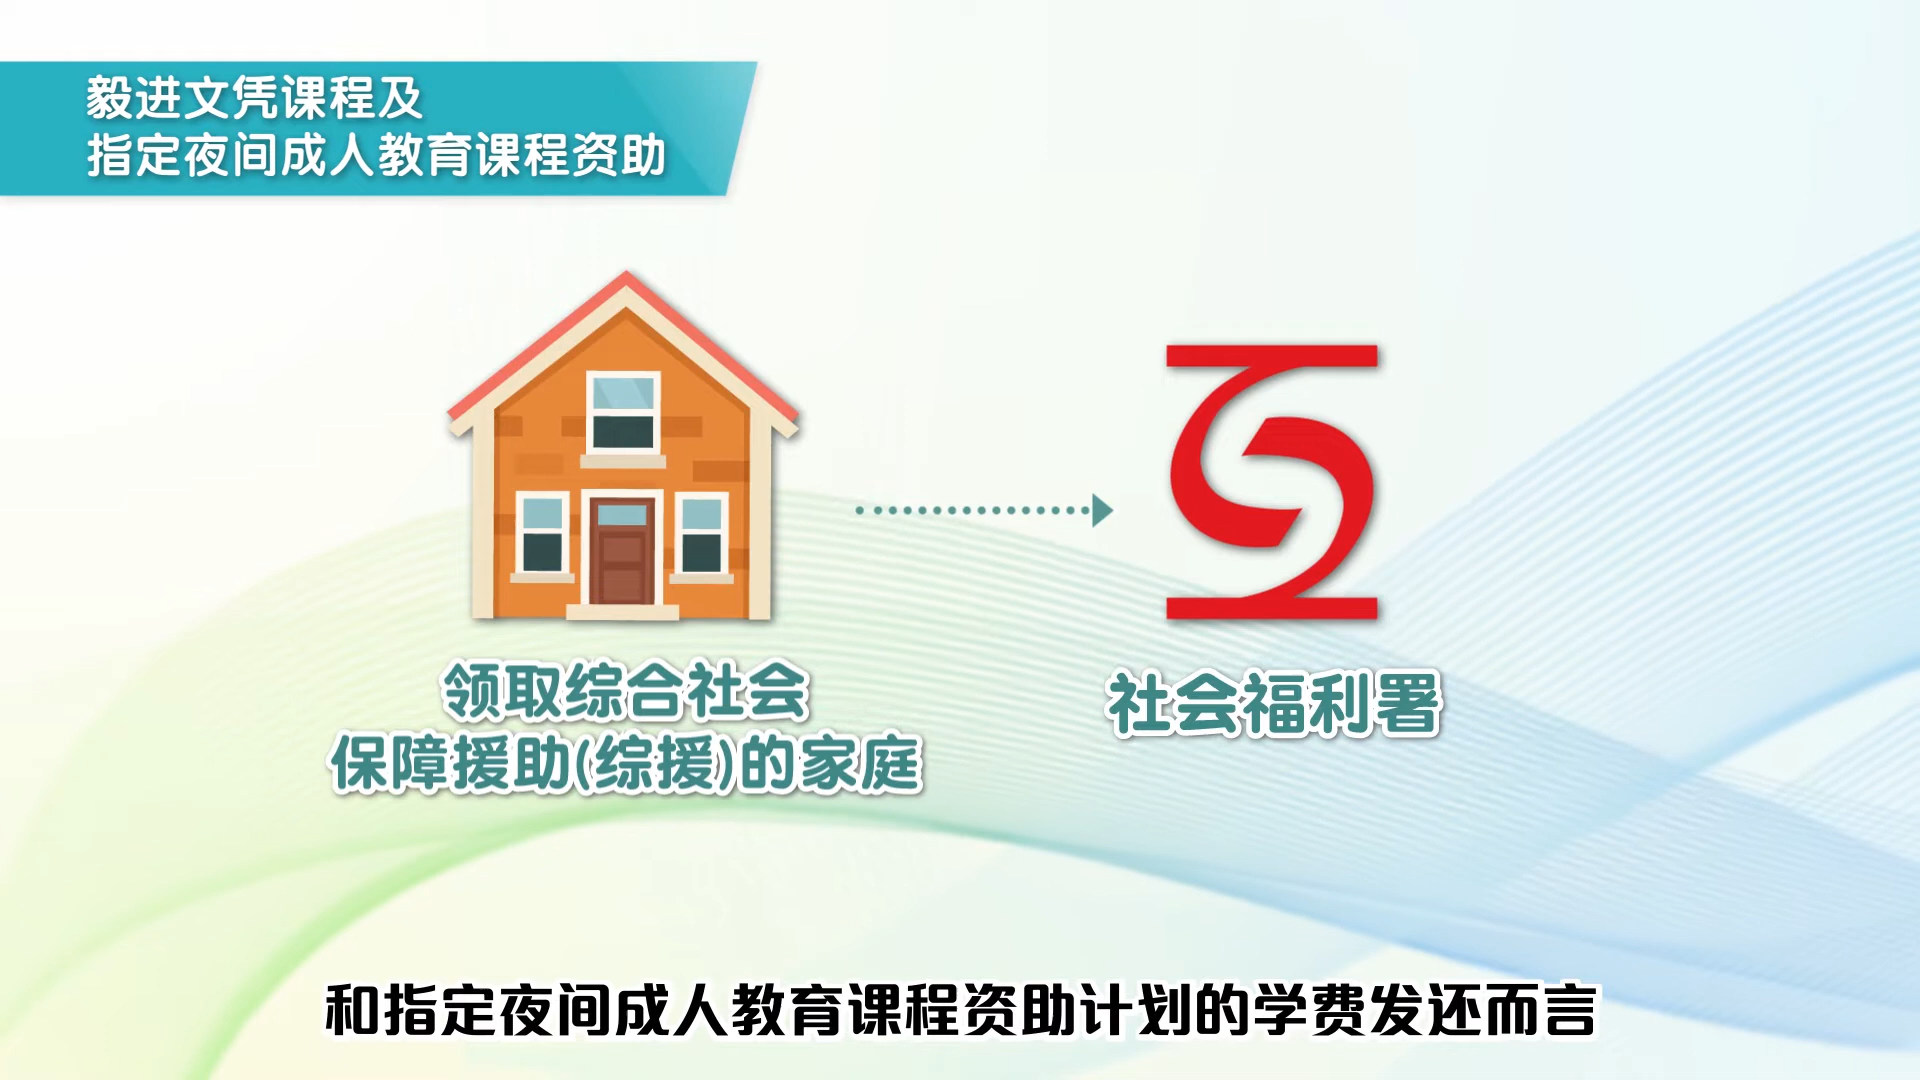 毅进文凭课程及
指定夜间成人教育课程资助
领取综合社会
保障援助(综援)的家庭
社会福利署
和指定夜间成人教育课程资助计划的学费发还而言